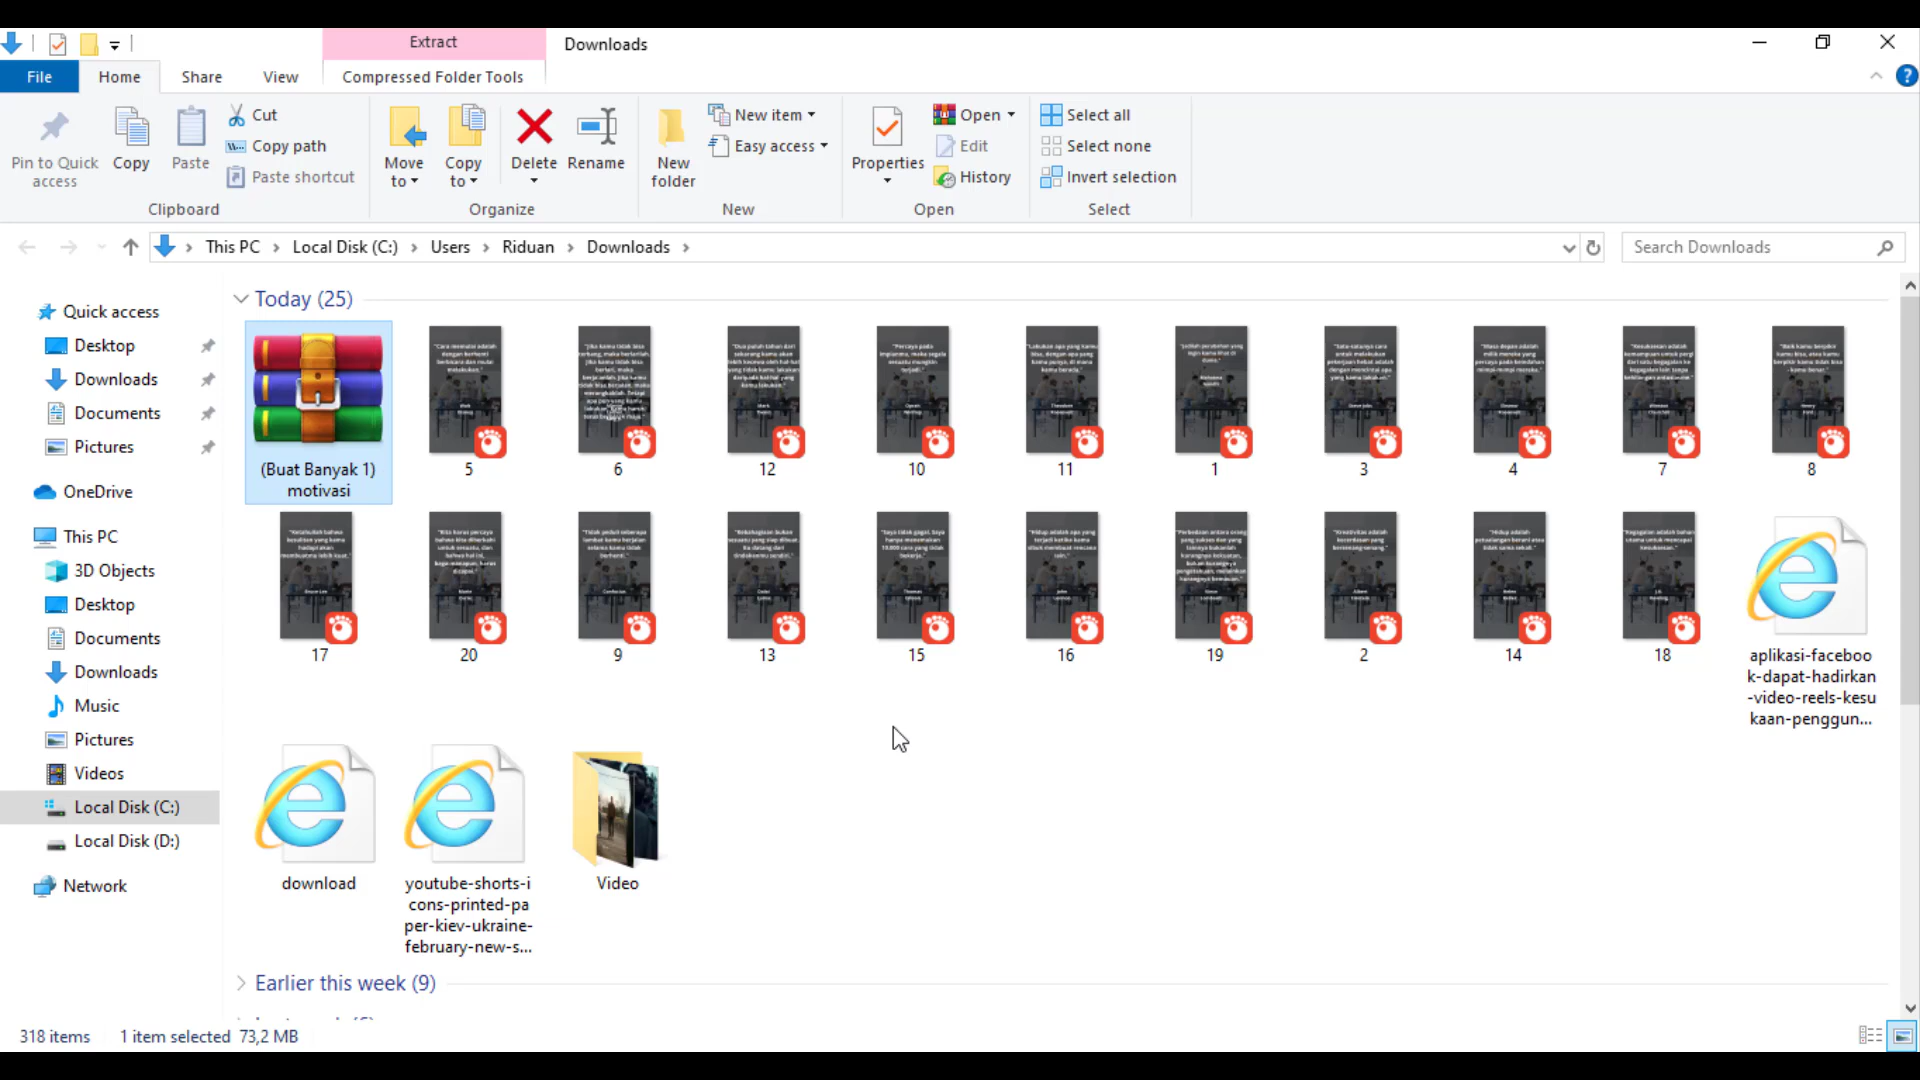 Extract
Downloads
File
Home
Share
View
Compressed Folder Tools
Pin to Quick
access
Copy
Paste
Cut
Copy path
Paste shortcut
Clipboard
Move
to
Copy
to
Delete
Rename
Organize
New
folder
New item
Easy access
New
Properties
Open
Edit
History
Open
Select all
Select none
Invert selection
Select
This PC
Local Disk (C:)
Users
Riduan
Downloads
Search Downloads
Quick access
Desktop
Downloads
Documents
Pictures
OneDrive
This PC
3D Objects
Desktop
Documents
Downloads
Music
Pictures
Videos
Local Disk (C:)
Local Disk (D:)
Network
Today (25)
(Buat Banyak 1)
motivasi
5
6
12
10
11
1
3
4
7
8
17
20
9
13
15
16
19
2
14
18
aplikasi-faceboo
k-dapat-hadirkan
-video-reels-kesu
kaan-penggun...
download
youtube-shorts-i
cons-printed-pa
per-kiev-ukraine-
february-new-s...
Video
Earlier this week (9)
318 items
1 item selected 73,2 MB